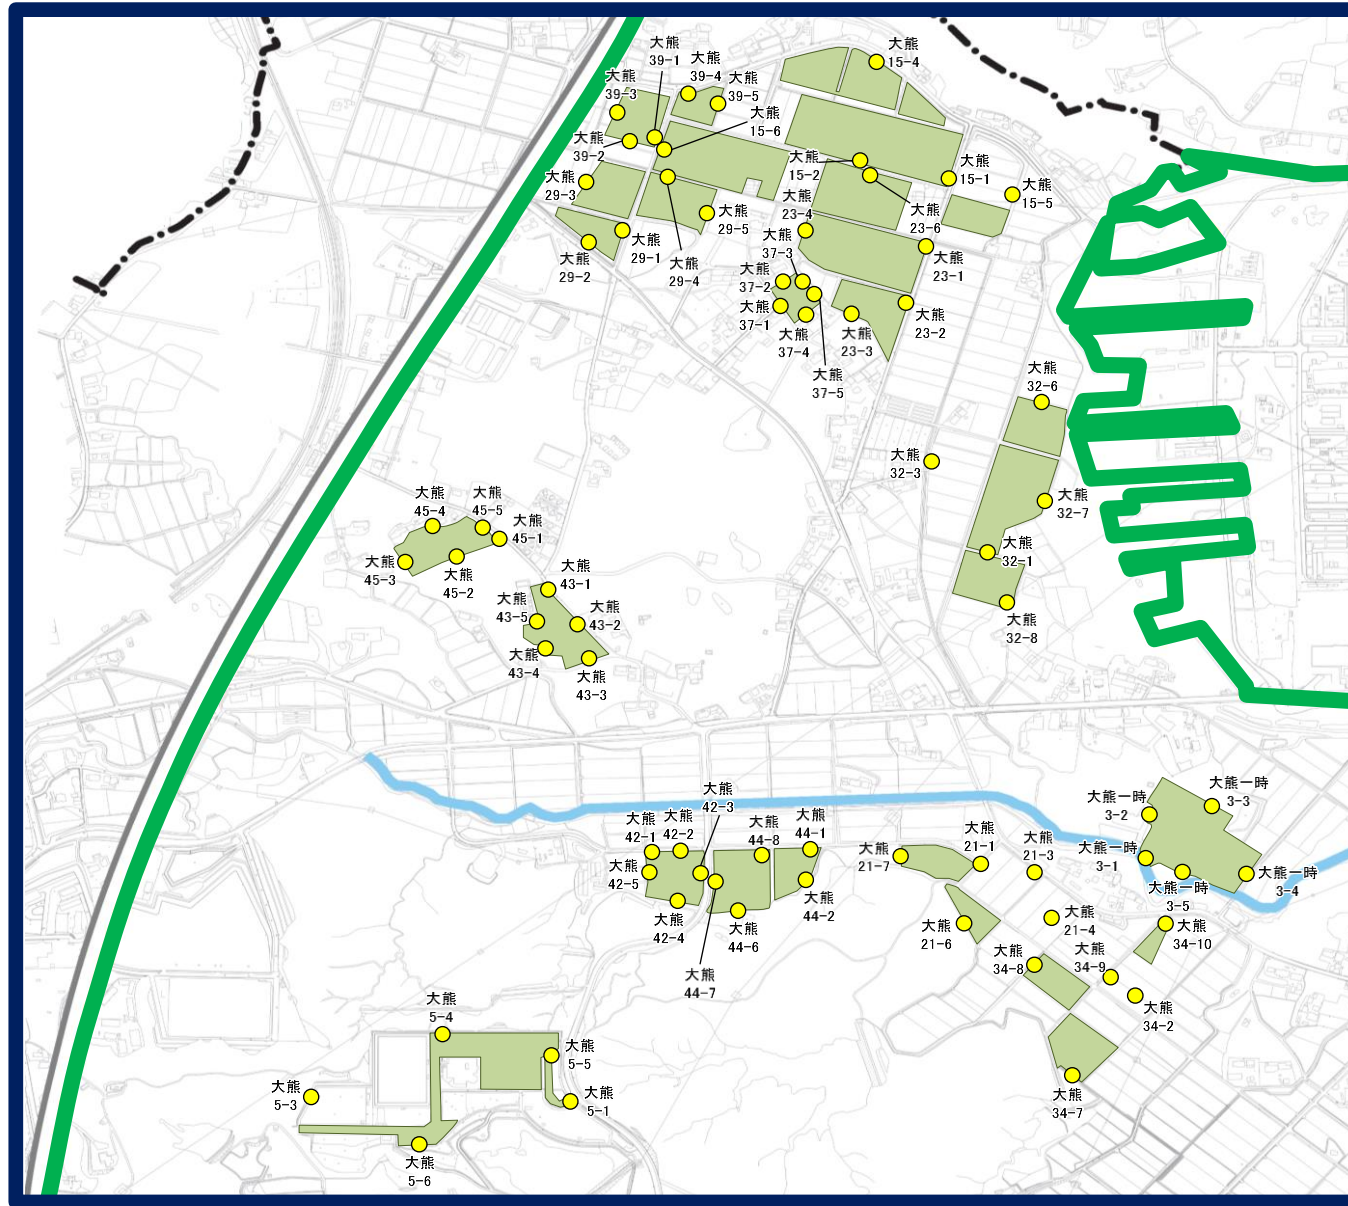 大熊
39-1
大熊
39-4
大熊
15-4
大熊
39-3
大熊
39-5
大熊
15-6
大熊
39-2
大熊
15-2
大熊
15-1
大熊
15-5
大熊
29-3
大熊
29-5
大熊
23-4
大熊
23-6
大熊
29-2
大熊
29-1
大熊
29-4
大熊
37-3
大熊
23-1
大熊
37-2
大熊
37-1
大熊
37-4
大熊
23-3
大熊
23-2
大熊
37-5
大熊
32-6
大熊
32-3
大熊
32-7
大熊
45-4
大熊
45-5
大熊
45-1
大熊
45-3
大熊
45-2
大熊
32-1
大熊
43-1
大熊
43-5
大熊
43-2
大熊
32-8
大熊
43-4
大熊
43-3
大熊
42-3
大熊一時
3-3
大熊一時
3-2
大熊
42-1
大熊
42-2
大熊
44-8
大熊
44-1
大熊
21-7
大熊
21-1
大熊
21-3
大熊一時
3-1
大熊
42-5
大熊一時
3-4
大熊一時
3-5
大熊
42-4
大熊
44-6
大熊
44-2
大熊
21-6
大熊
21-4
大熊
34-10
大熊
44-7
大熊
34-8
大熊
34-9
大熊
34-2
大熊
5-4
大熊
5-5
大熊
5-3
大熊
5-1
大熊
34-7
大熊
5-6